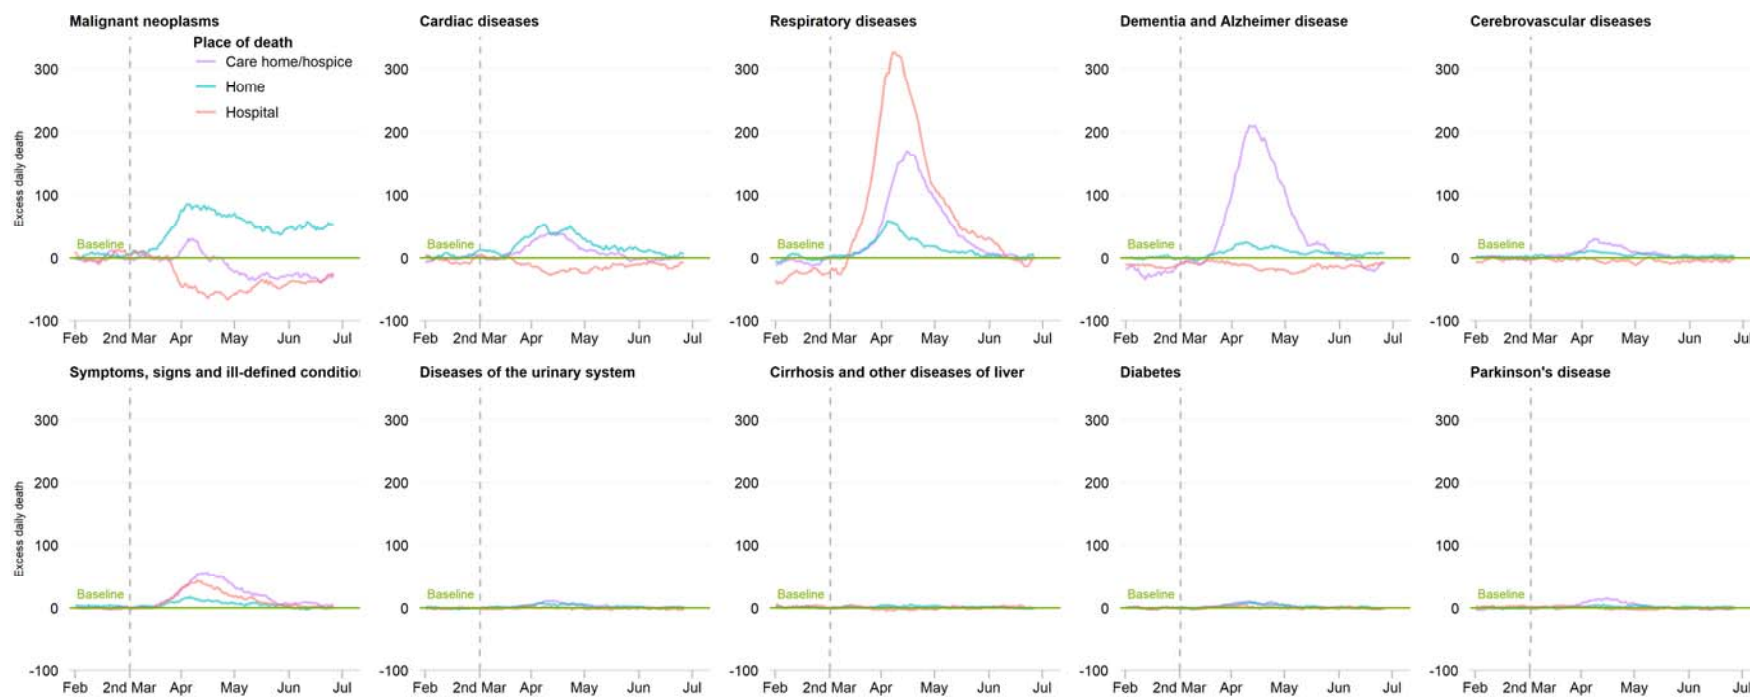 Malignant neoplasms Cardiac diseases Respiratory diseases Dementia and Alzheimer disease Cerebrovascular diseases
Place of death
Care home/hospice
Home
Hospital
Excess daily death
300 300 300 300 300
200 200 200 200 200
100 100 100 100 100
Baseline Baseline Baseline Baseline Baseline
0 0 0 0 0
-100 -100 -100 -100 -100
Feb 2nd Mar Apr May Jun Jul Feb 2nd Mar Apr May Jun Jul Feb 2nd Mar Apr May Jun Jul Feb 2nd Mar Apr May Jun Jul Feb 2nd Mar Apr May Jun Jul
Symptoms, signs and ill-defined conditio Diseases of the urinary system Cirrhosis and other diseases of liver Diabetes Parkinson's disease
Excess daily death
300 300 300 300 300
200 200 200 200 200
100 100 100 100 100
Baseline Baseline Baseline Baseline Baseline
0 0 0 0 0
-100 -100 -100 -100 -100
Feb 2nd Mar Apr May Jun Jul Feb 2nd Mar Apr May Jun Jul Feb 2nd Mar Apr May Jun Jul Feb 2nd Mar Apr May Jun Jul Feb 2nd Mar Apr May Jun Jul